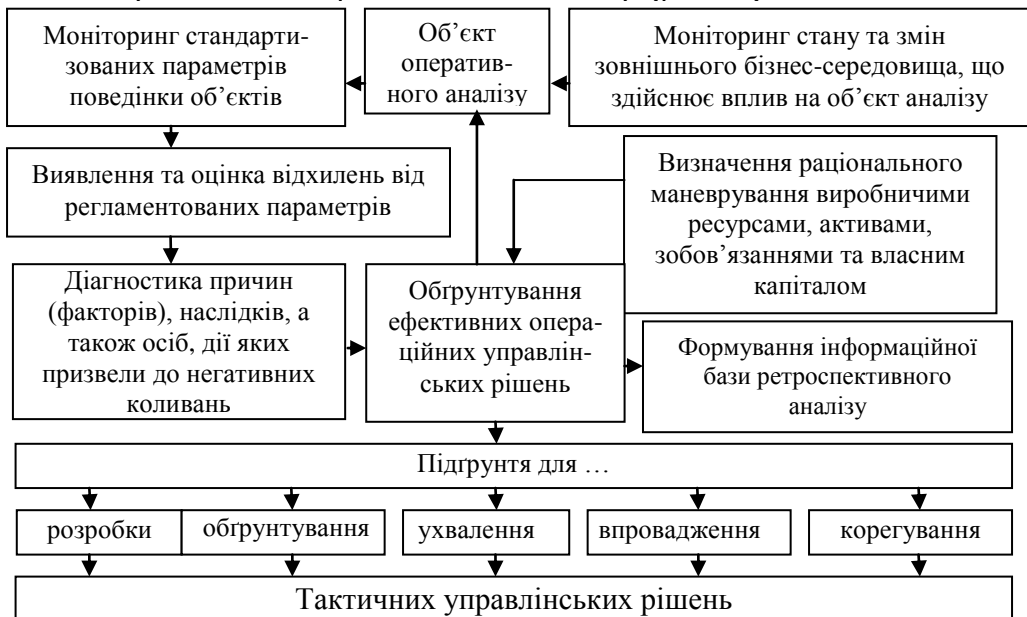 Моніторинг стандарти-
зованих параметрів
поведінки об’єктів
Об’єкт
оператив-
ного аналізу
Моніторинг стану та змін
зовнішнього бізнес-середовища, що
здійснює вплив на об’єкт аналізу
Виявлення та оцінка відхилень від
регламентованих параметрів
Визначення раціонального
маневрування виробничими
ресурсами, активами,
зобов’язаннями та власним
капіталом
Діагностика причин
(факторів), наслідків, а
також осіб, дії яких
призвели до негативних
коливань
Обґрунтування
ефективних опера-
ційних управлін-
ських рішень
Формування інформаційної
бази ретроспективного
аналізу
Підґрунтя для …
розробки
обґрунтування
ухвалення
впровадження
корегування
Тактичних управлінських рішень